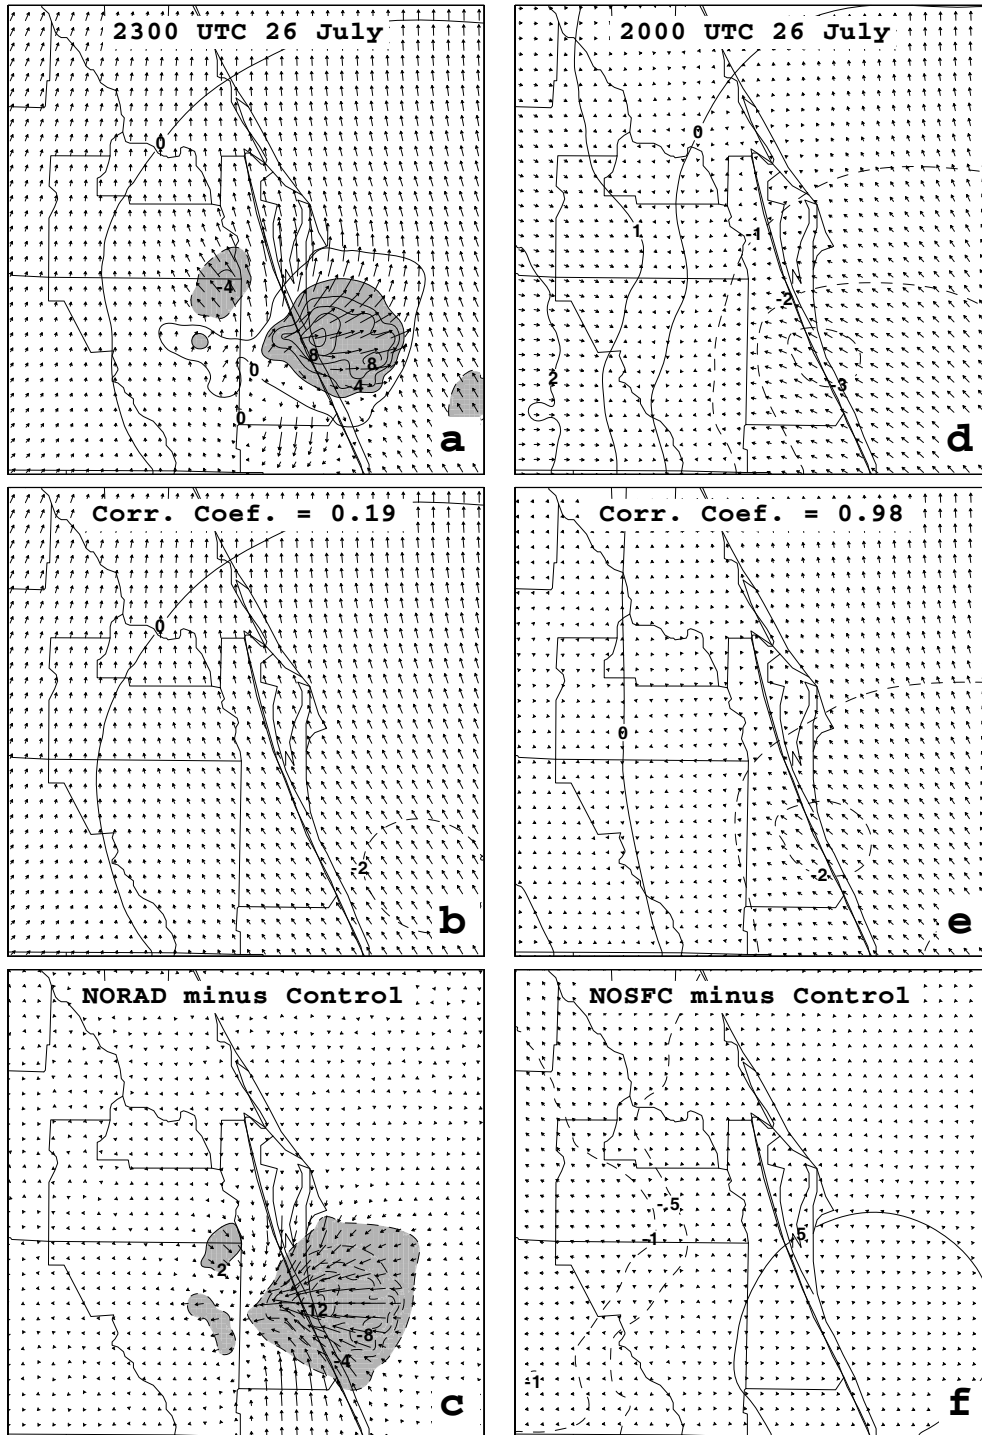 2300 UTC 26 July
0
-4
8
8
0
4
0
a
2000 UTC 26 July
0
1
-1
-2
2
-3
d
Corr. Coef. = 0.19
0
-2
b
Corr. Coef. = 0.98
0
-2
e
NORAD minus Control
2
-12
-8
-4
c
NOSFC minus Control
-.5
.5
-1
-1
f